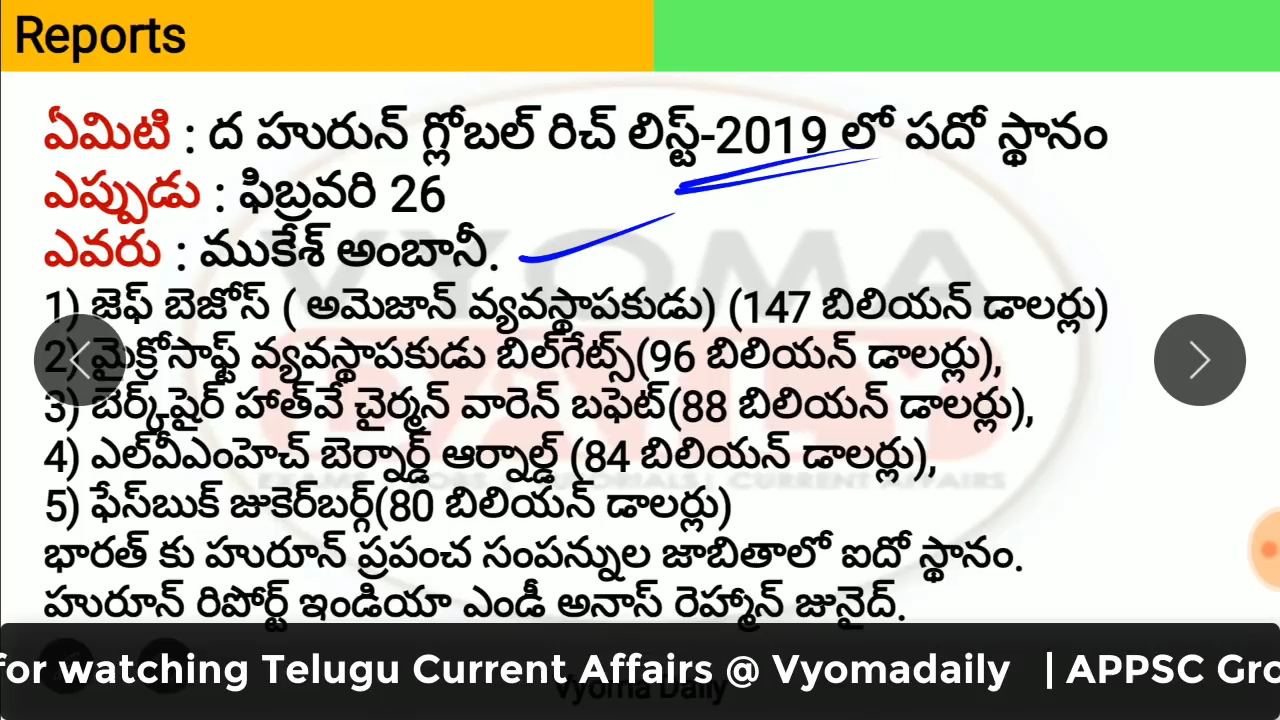 Reports
ఏమిటి : ద హురున్ గ్లోబల్ రిచ్ లిస్ట్-2019 లో పదో స్థానం
ఎప్పుడు : ఫిబ్రవరి 26
ఎవరు : ముకేశ్ అంబానీ.
1) జెఫ్ బెజోస్ ( అమెజాన్ వ్యవస్థాపకుడు) (147 బిలియన్ డాలర్లు)
2) మైక్రోసాఫ్ట్ వ్యవస్థాపకుడు బిల్‌గేట్స్(96 బిలియన్ డాలర్లు),
3) బెర్క్‌షైర్ హాత్‌వే చైర్మన్ వారెన్ బఫెట్(88 బిలియన్ డాలర్లు),
4) ఎల్‌వీఎంహెచ్ బెర్నార్డ్ ఆర్నాల్డ్ (84 బిలియన్ డాలర్లు),
5) ఫేస్‌బుక్ జుకెర్‌బర్గ్(80 బిలియన్ డాలర్లు)
భారత్ కు హురూన్ ప్రపంచ సంపన్నుల జాబితాలో ఐదో స్థానం.
హురూన్ రిపోర్ట్ ఇండియా ఎండీ అనాస్ రెహ్మాన్ జునైద్.
for watching Telugu Current Affairs @ Vyomadaily | APPSC Gro
Vyoma Daily